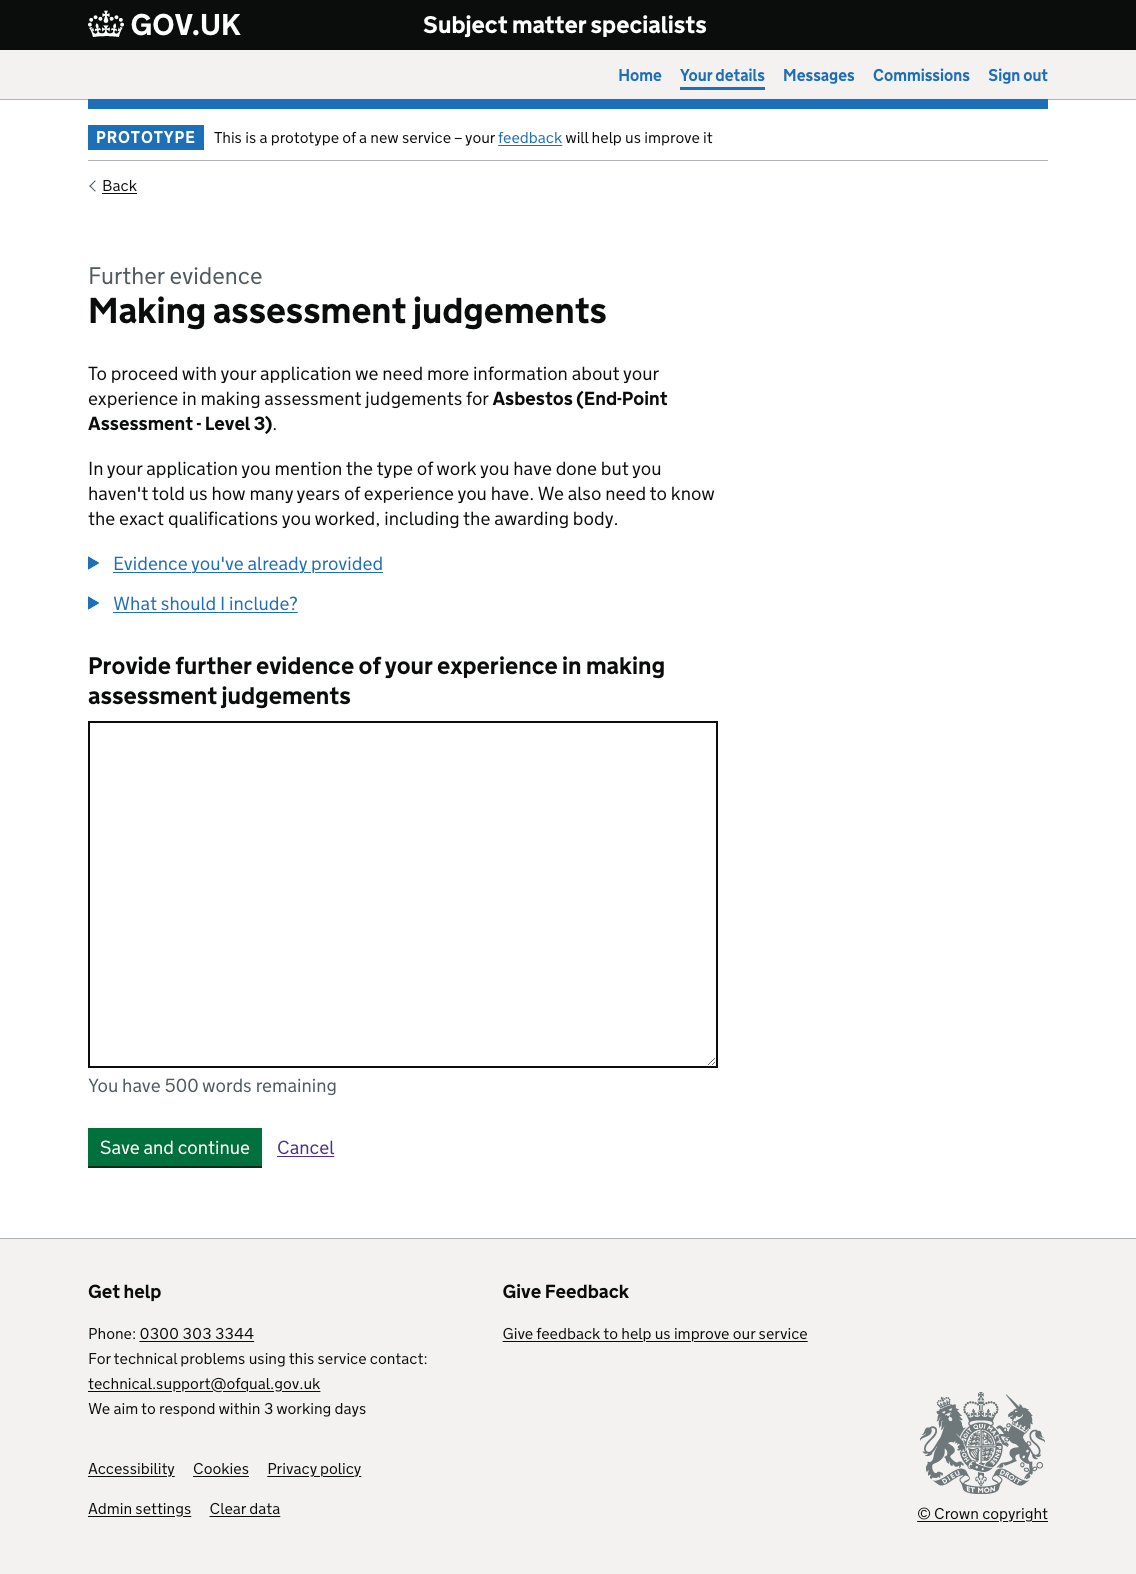 GOV.UK
Subject matter specialists
Home Your details Messages Commissions Sign out
PROTOTYPE This is a prototype of a new service – your feedback will help us improve it
Back
Further evidence
Making assessment judgements
To proceed with your application we need more information about your
experience in making assessment judgements for Asbestos (End-Point
Assessment - Level 3).
In your application you mention the type of work you have done but you
haven't told us how many years of experience you have. We also need to know
the exact qualifications you worked, including the awarding body.
Evidence you've already provided
What should I include?
Provide further evidence of your experience in making
assessment judgements
You have 500 words remaining
Save and continue Cancel
Get help
Phone: 0300 303 3344
For technical problems using this service contact:
technical.support@ofqual.gov.uk
We aim to respond within 3 working days
Give Feedback
Give feedback to help us improve our service
Accessibility Cookies Privacy policy
Admin settings Clear data
DIEU ET MON DROIT
© Crown copyright